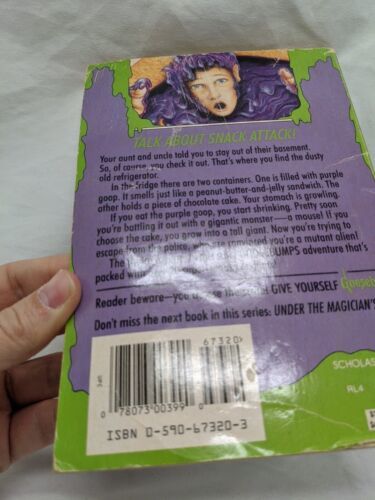 TALK ABOUT SNACK ATTACK!
Your aunt and uncle told you to stay out of their basement.
So, of course, you check it out. That's where you find the dusty
old refrigerator.
In the fridge there are two containers. One is filled with purple
goop. It smells just like a peanut-butter-and-jelly sandwich. The
other holds a piece of chocolate cake. Your stomach is growling.
If you eat the purple goop, you start shrinking. Pretty soon
you're battling it out with a gigantic monster—a mouse! If you
choose the cake, you grow into a tall giant. Now you're trying to
escape from the police, who are convinced you're a mutant alien!
The BUMPS adventure that's
packed with
Reader beware—you GIVE YOURSELF Goosebumps
Don't miss the next book in this series: UNDER THE MAGICIAN'S
67320
SCHOLAS
RL4
0 78073 00399 0
ISBN 0-590-67320-3